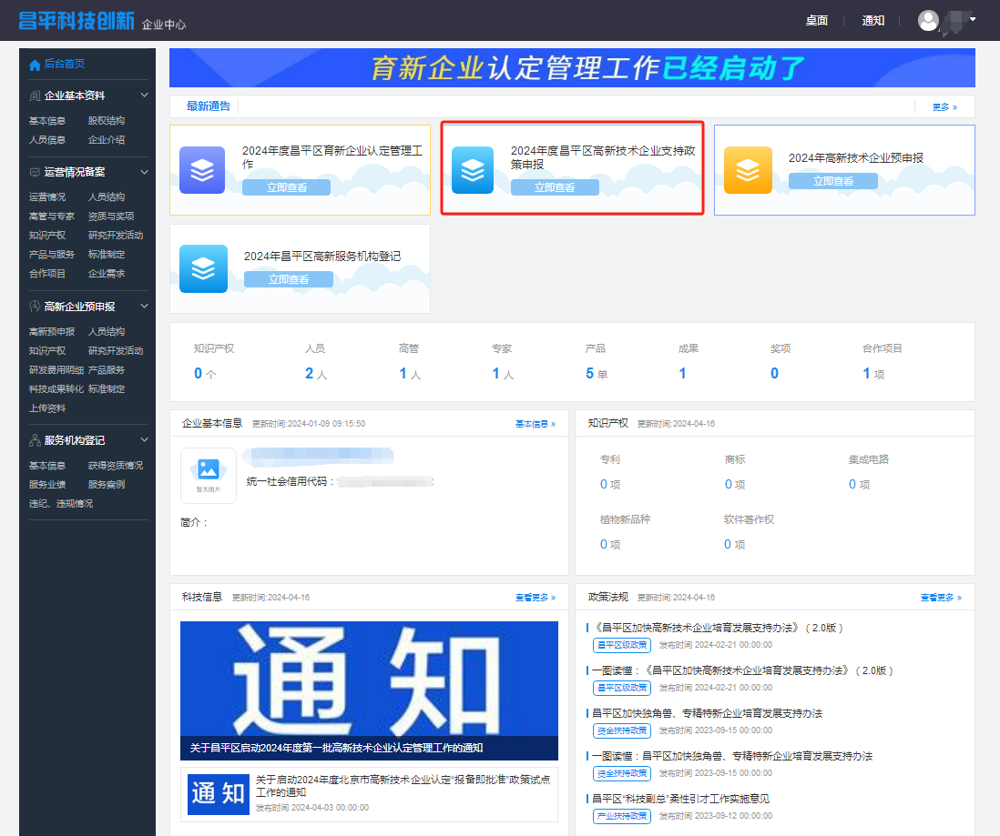 昌平科技创新 企业中心
桌面 通知
后台首页
企业基本资料
基本信息 股权结构
人员信息 企业介绍
运营情况备案
运营情况 人员结构
高管与专家 资质与奖项
知识产权 研究开发活动
产品与服务 标准制定
合作项目 企业需求
高新企业预申报
高新预申报 人员结构
知识产权 研究开发活动
研发费用明细 产品服务
科技成果转化 标准制定
上传资料
服务机构登记
基本信息 获得资质情况
服务业绩 服务案例
违纪、违规情况
育新企业认定管理工作已经启动了
最新通告 更多 »
2024年度昌平区育新企业认定管理工
作
立即查看
2024年度昌平区高新技术企业支持政
策申报
立即查看
2024年高新技术企业预申报
立即查看
2024年昌平区高新服务机构登记
立即查看
知识产权 人员 高管 专家 产品 成果 奖项 合作项目
0 个 2 人 1 人 1 人 5 单 1 0 1 项
企业基本信息 更新时间:2024-01-09 09:15:50 基本信息 »
暂无图片
统一社会信用代码：
简介：
知识产权 更新时间:2024-04-16
专利 商标 集成电路
0 项 0 项 0 项
植物新品种 软件著作权
0 项 0 项
科技信息 更新时间:2024-04-16 查看更多 »
通知
关于昌平区启动2024年度第一批高新技术企业认定管理工作的通知
通知
关于启动2024年度北京市高新技术企业认定“报备即批准”政策试点
工作的通知
发布时间 2024-04-03 00:00:00
政策法规 更新时间:2024-04-16 查看更多 »
《昌平区加快高新技术企业培育发展支持办法》（2.0版）
昌平区级政策 发布时间 2024-02-21 00:00:00
一图读懂：《昌平区加快高新技术企业培育发展支持办法》（2.0版）
昌平区级政策 发布时间 2024-02-21 00:00:00
昌平区加快独角兽、专精特新企业培育发展支持办法
资金扶持政策 发布时间 2023-09-15 00:00:00
一图读懂：昌平区加快独角兽、专精特新企业培育发展支持办法
资金扶持政策 发布时间 2023-09-15 00:00:00
昌平区“科技副总”柔性引才工作实施意见
产业扶持政策 发布时间 2023-09-12 00:00:00